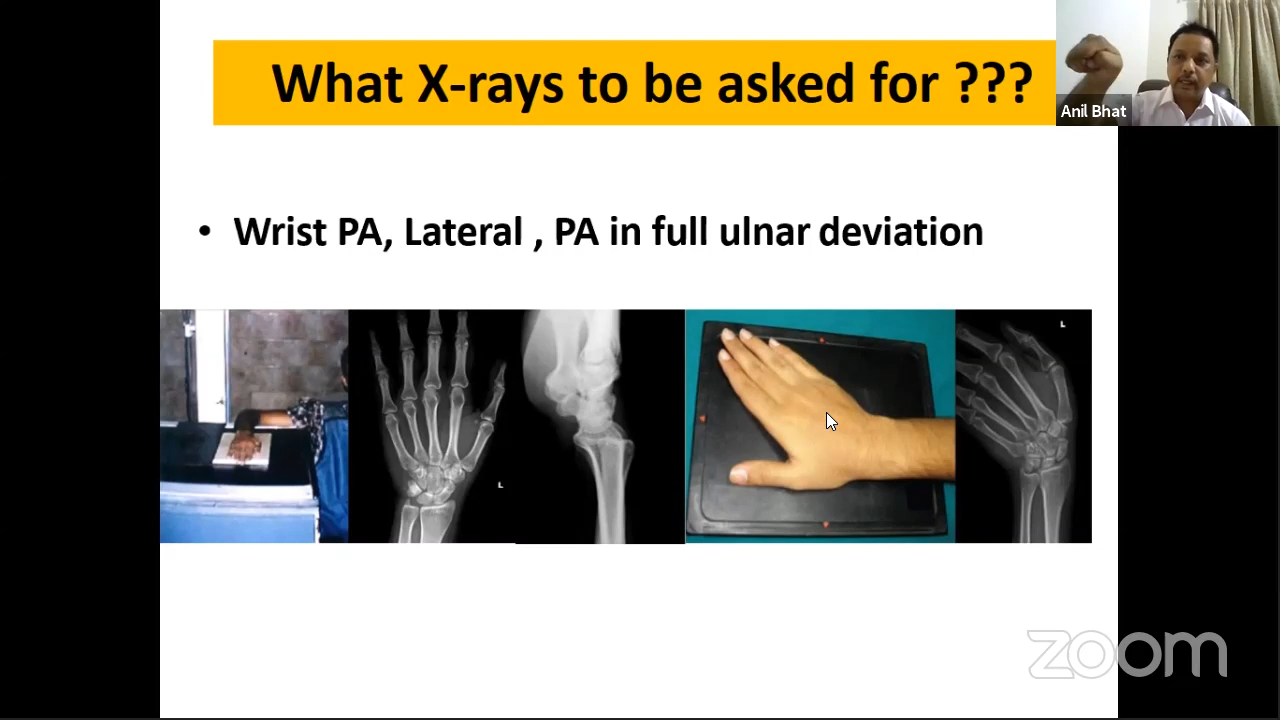 What X-rays to be asked for ???
Anil Bhat
• Wrist PA, Lateral , PA in full ulnar deviation
L
L
zoom